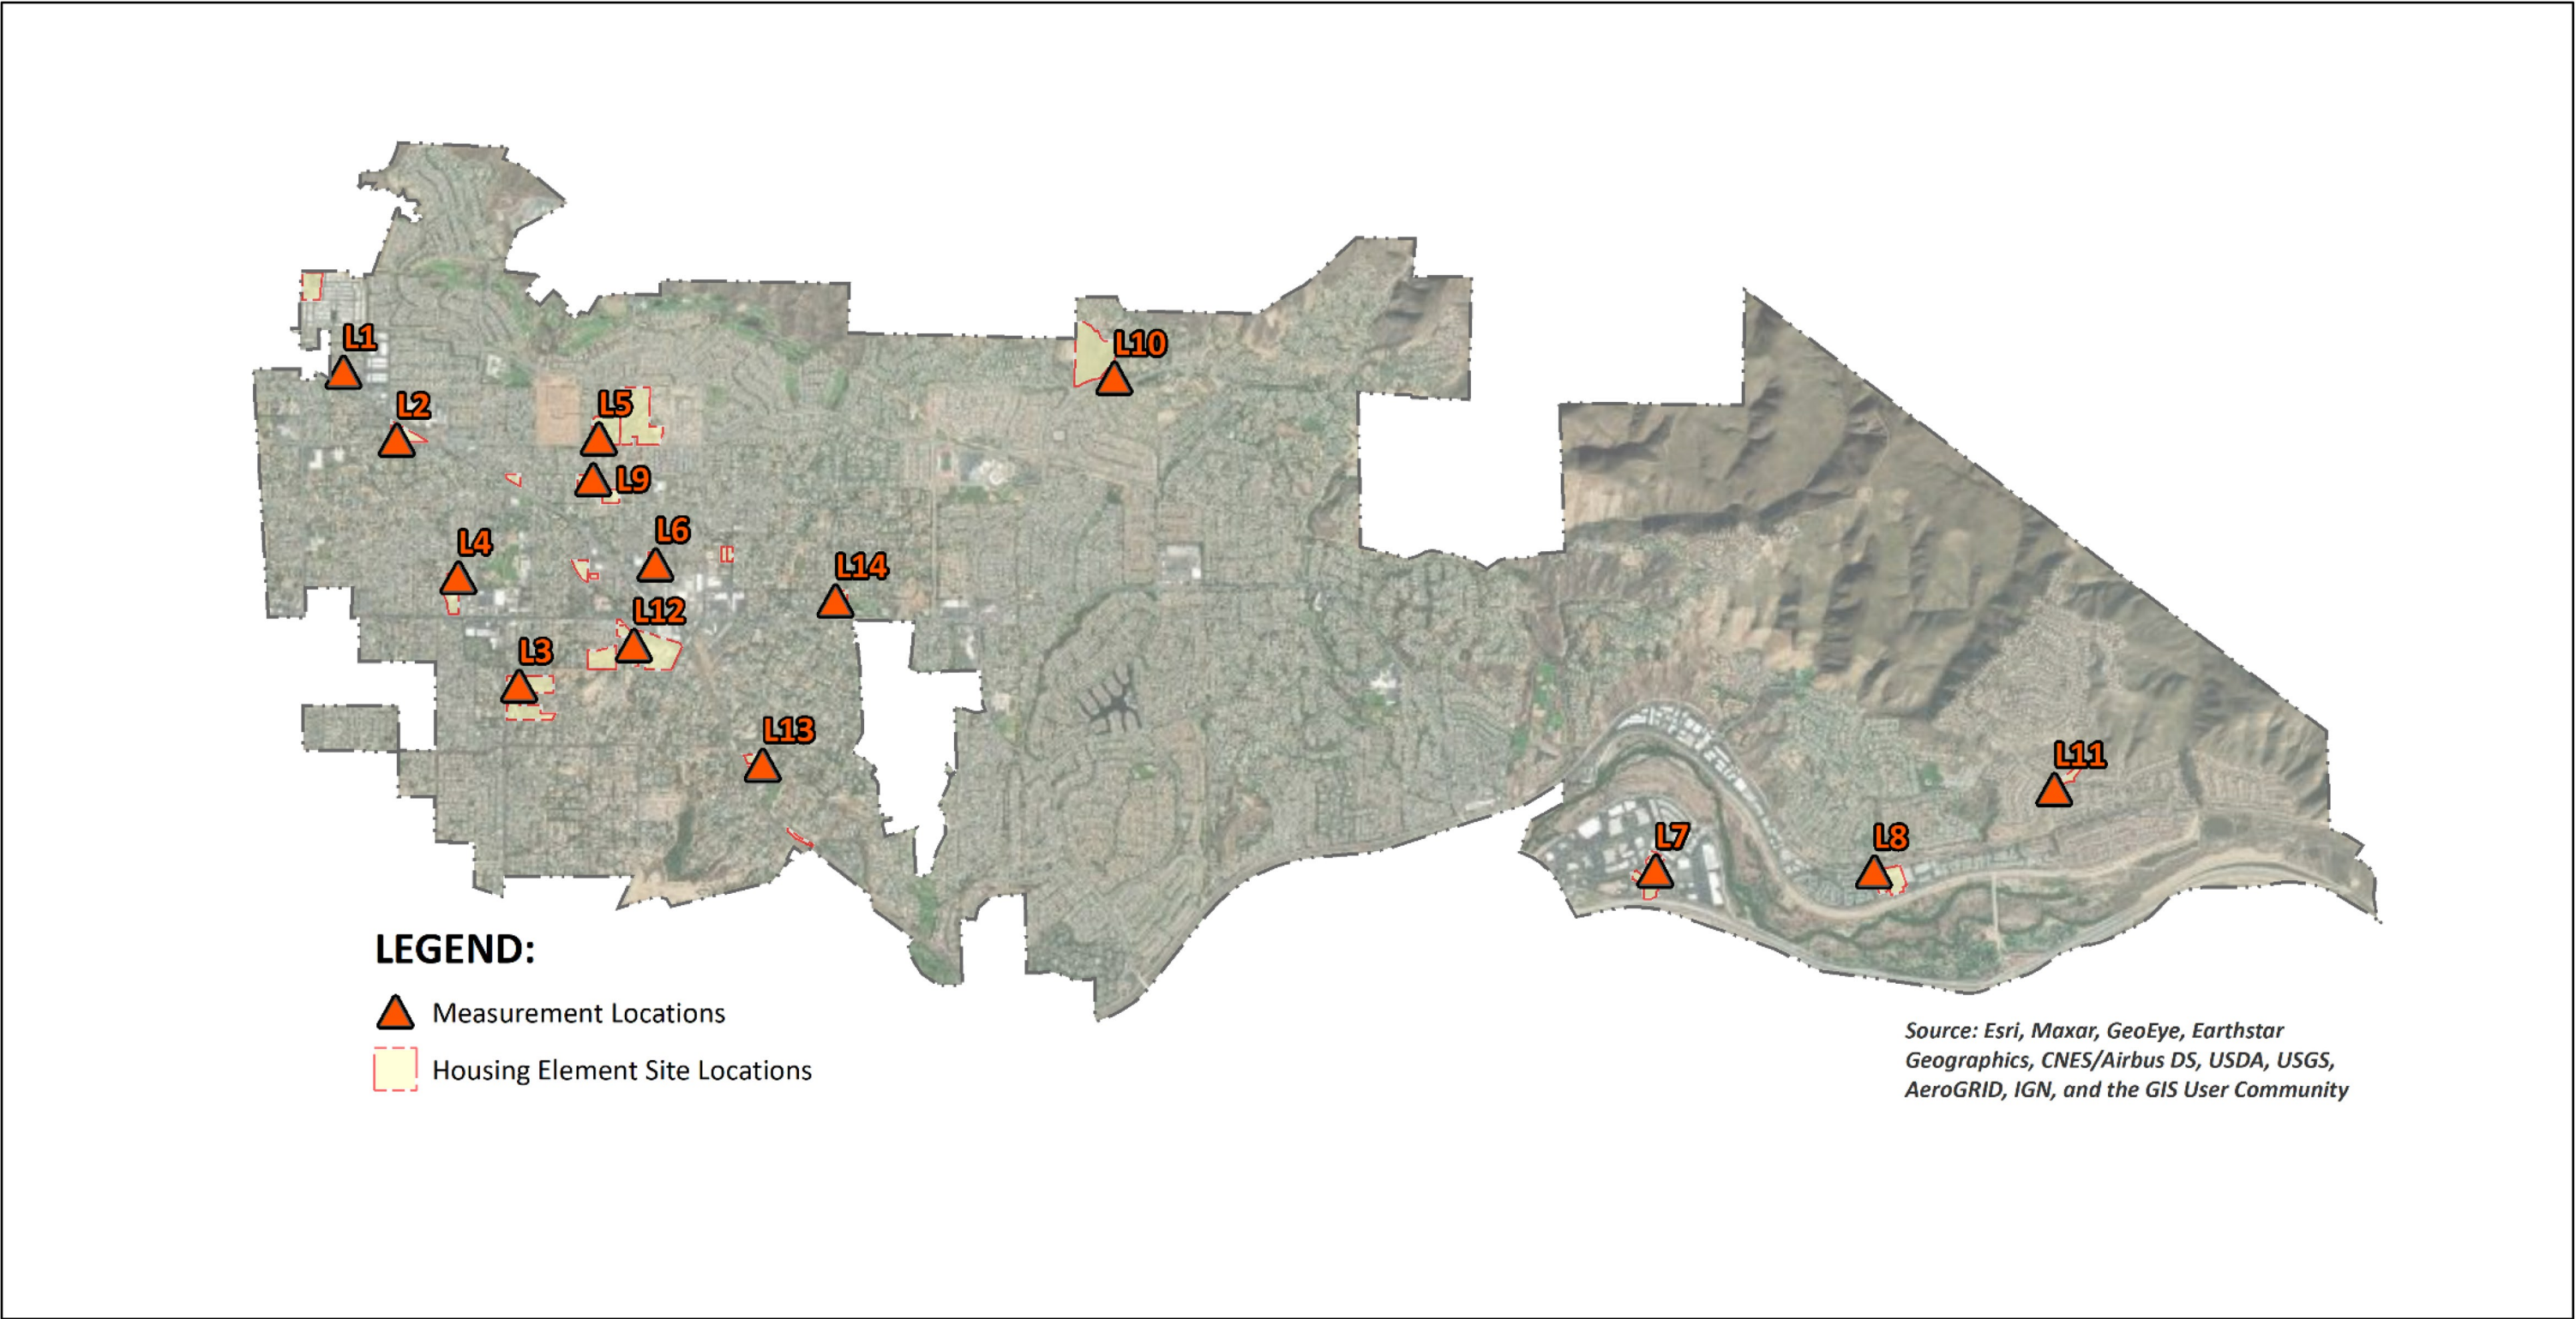 L1
L10
L2
L5
L9
L6
L4
L14
L12
L3
L13
L11
L7
L8
LEGEND:
Measurement Locations
Housing Element Site Locations
Source: Esri, Maxar, GeoEye, Earthstar
Geographics, CNES/Airbus DS, USDA, USGS,
AeroGRID, IGN, and the GIS User Community